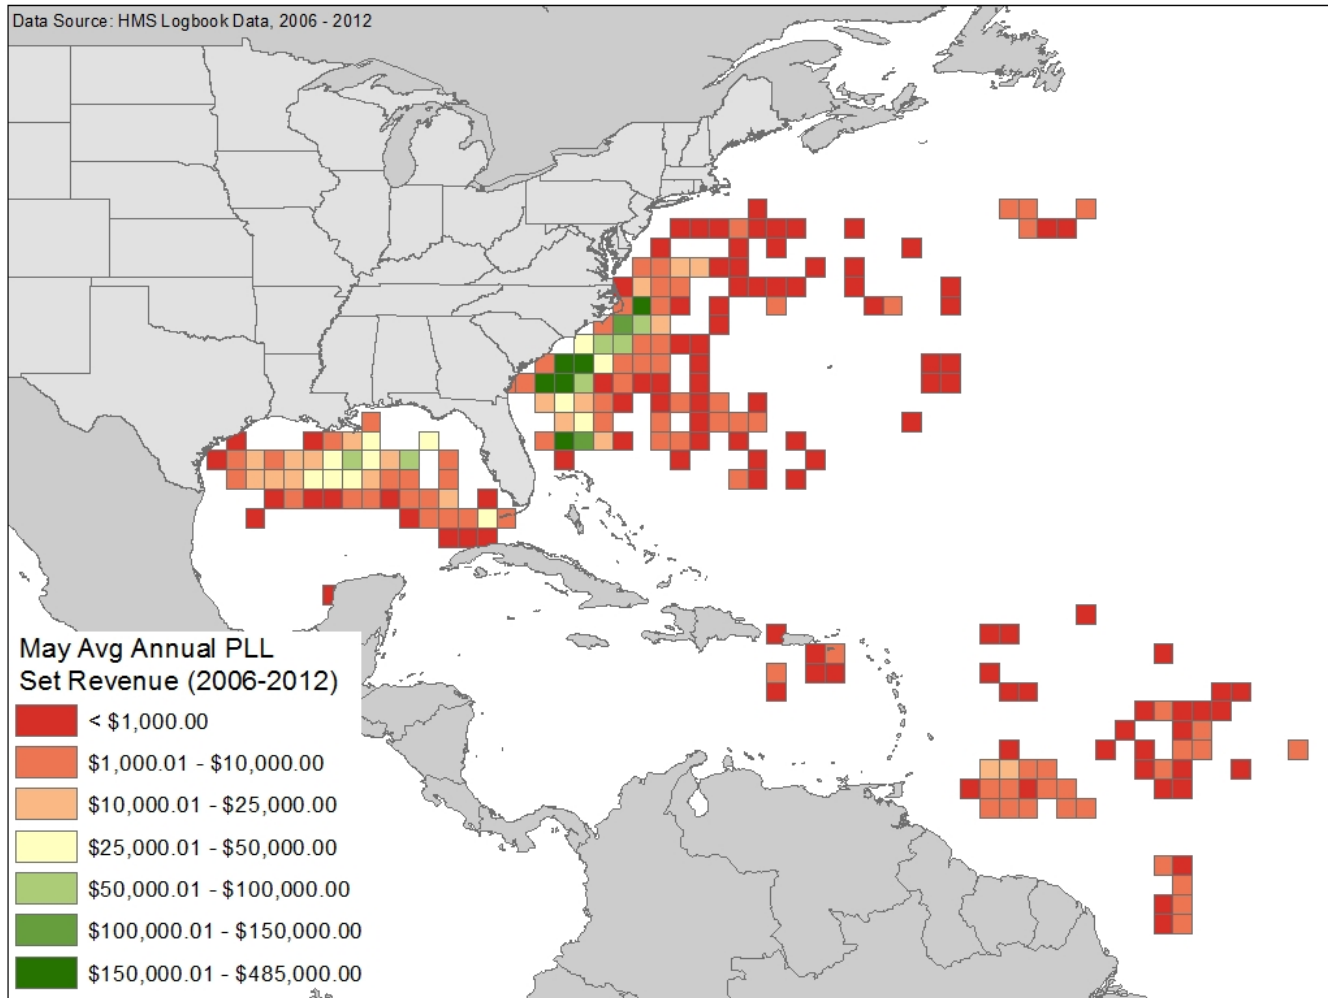 Data Source: HMS Logbook Data, 2006 - 2012
May Avg Annual PLL
Set Revenue (2006-2012)
< $1,000.00
$1,000.01 - $10,000.00
$10,000.01 - $25,000.00
$25,000.01 - $50,000.00
$50,000.01 - $100,000.00
$100,000.01 - $150,000.00
$150,000.01 - $485,000.00